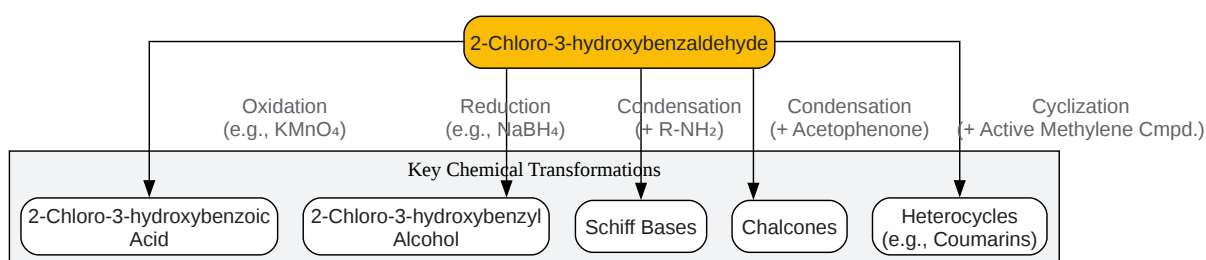 2-Chloro-3-hydroxybenzaldehyde
Oxidation
(e.g., KMnO₄)
Reduction
(e.g., NaBH₄)
Condensation
(+ R-NH₂)
Condensation
(+ Acetophenone)
Cyclization
(+ Active Methylene Cmpd.)
Key Chemical Transformations
2-Chloro-3-hydroxybenzoic
Acid
2-Chloro-3-hydroxybenzyl
Alcohol
Schiff Bases
Chalcones
Heterocycles
(e.g., Coumarins)